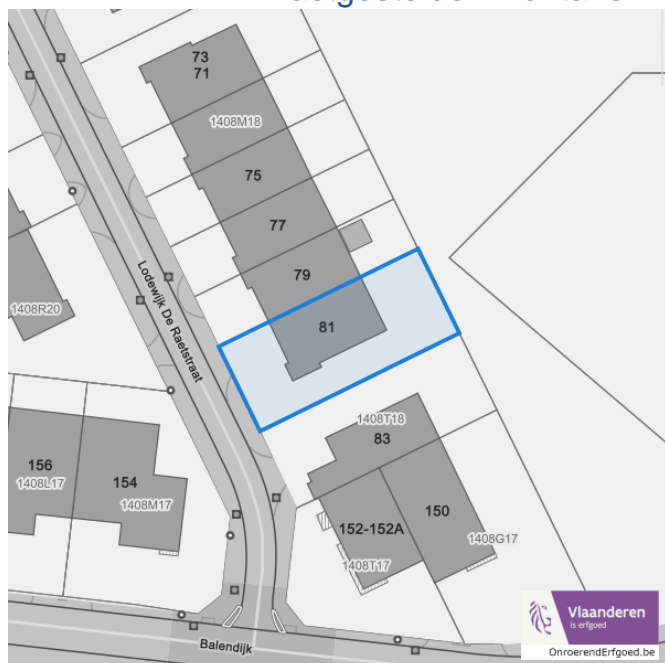 73
71
1408M18
75
77
79
81
Lodewijk De Raetstraat
1408R20
1408T18
83
156
1408L17
154
1408M17
152-152A
150
1408G17
1408T17
Balendijk
Vlaanderen
is erfgoed
OnroerendErfgoed.be